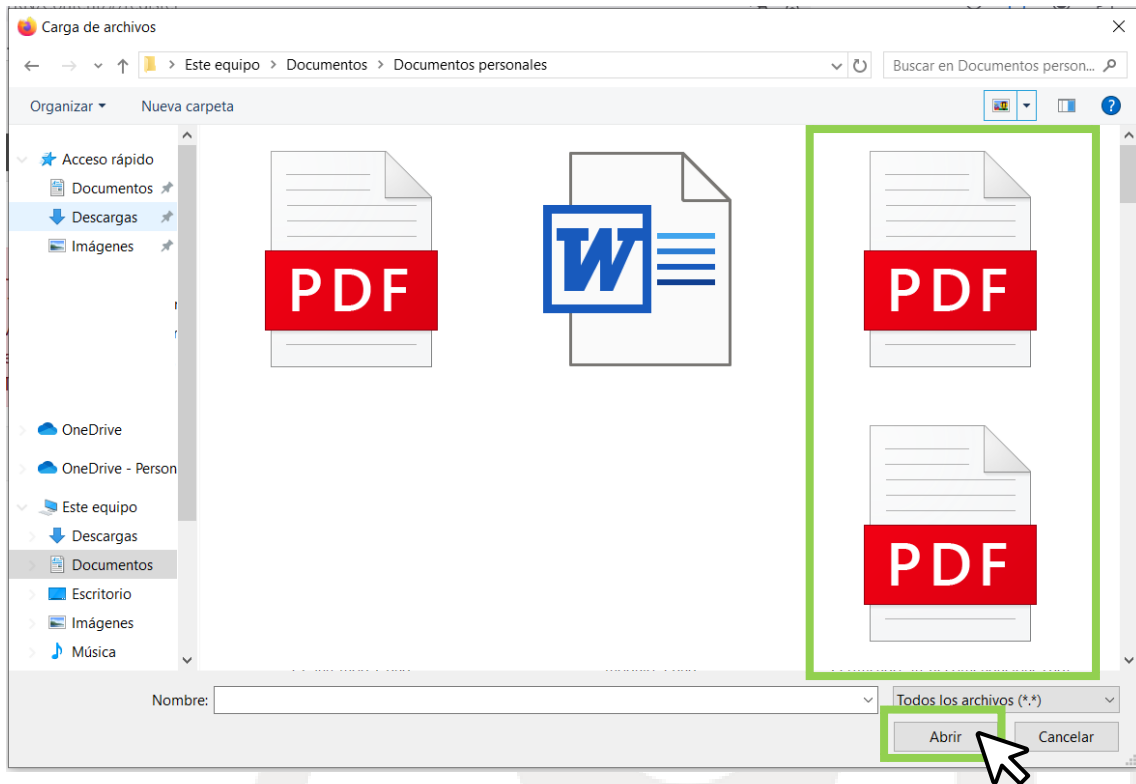 Carga de archivos
Este equipo > Documentos > Documentos personales
Buscar en Documentos person...
Organizar
Nueva carpeta
?
Acceso rápido
Documentos
Descargas
Imágenes
OneDrive
OneDrive - Person
Este equipo
Descargas
Documentos
Escritorio
Imágenes
Música
PDF
W
PDF
PDF
Nombre:
Todos los archivos (*.*)
Abrir
Cancelar